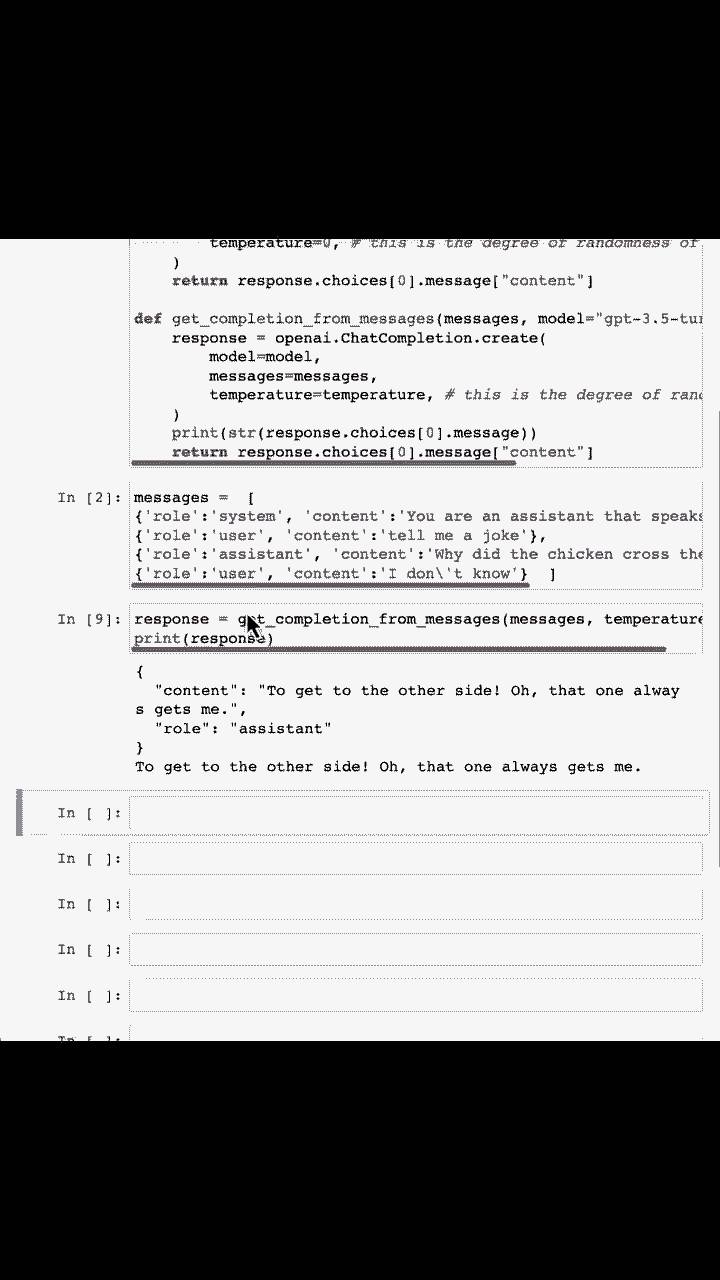 temperature=0, # this is the degree of randomness of
)
return response.choices[0].message["content"]
def get_completion_from_messages(messages, model="gpt-3.5-tur
response = openai.ChatCompletion.create(
model=model,
messages=messages,
temperature=temperature, # this is the degree of rand
)
print(str(response.choices[0].message))
return response.choices[0].message["content"]
In [2]: messages = [
{'role':'system', 'content':'You are an assistant that speaks
{'role':'user', 'content':'tell me a joke'},
{'role':'assistant', 'content':'Why did the chicken cross the
{'role':'user', 'content':'I don\'t know'} ]
In [9]: response = get_completion_from_messages(messages, temperature
print(response)
{
"content": "To get to the other side! Oh, that one alway
s gets me.",
"role": "assistant"
}
To get to the other side! Oh, that one always gets me.
In [ ]:
In [ ]:
In [ ]:
In [ ]:
In [ ]:
In [ ]: